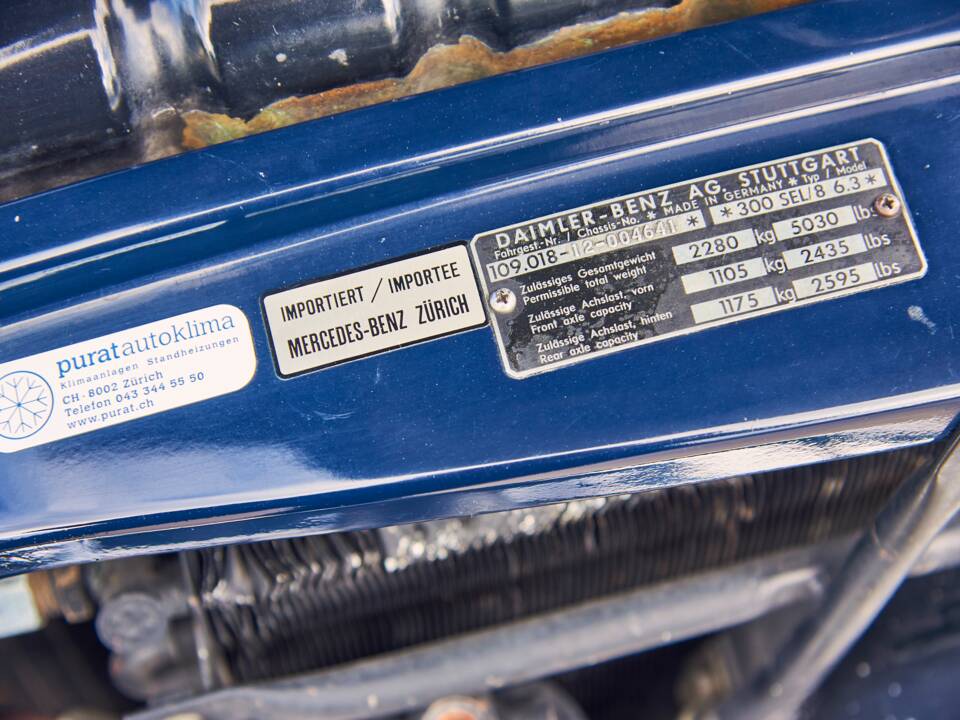 puratautoklima
Klimaanlagen Standheizungen
CH-8002 Zürich
Telefon 043 344 55 50
www.purat.ch
IMPORTIERT / IMPORTEE
MERCEDES-BENZ ZÜRICH
DAIMLER-BENZ AG. STUTTGART
Fahrgest.-Nr. / Chassis-No. * MADE IN GERMANY * Typ / Model
109.018-12-004641 * * 300 SEL/8 6.3 *
Zulässiges Gesamtgewicht
Permissible total weight 2280 kg 5030 lbs
Zulässige Achslast, vorn
Front axle capacity 1105 kg 2435 lbs
Zulässige Achslast, hinten
Rear axle capacity 1175 kg 2595 lbs